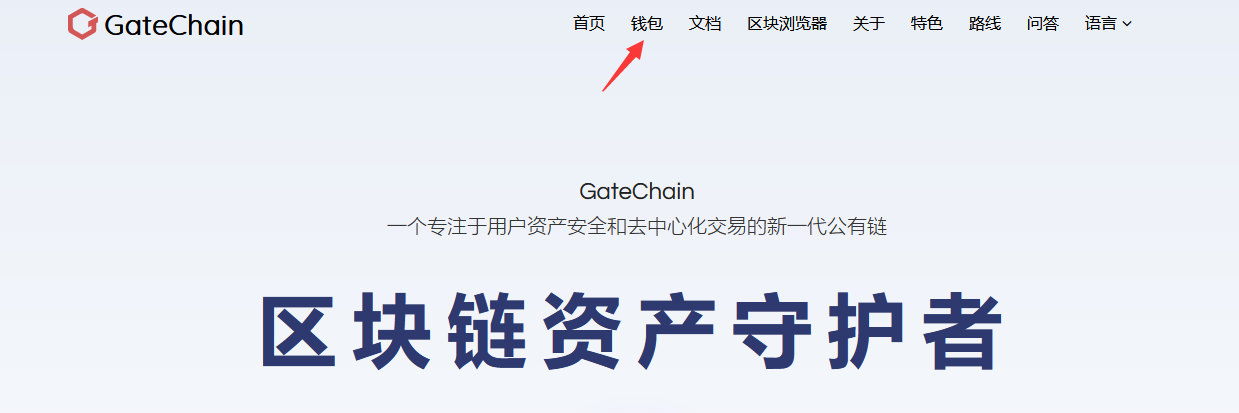 GateChain 首页 钱包 文档 区块浏览器 关于 特色 路线 问答 语言
GateChain
一个专注于用户资产安全和去中心化交易的新一代公有链
区块链资产守护者